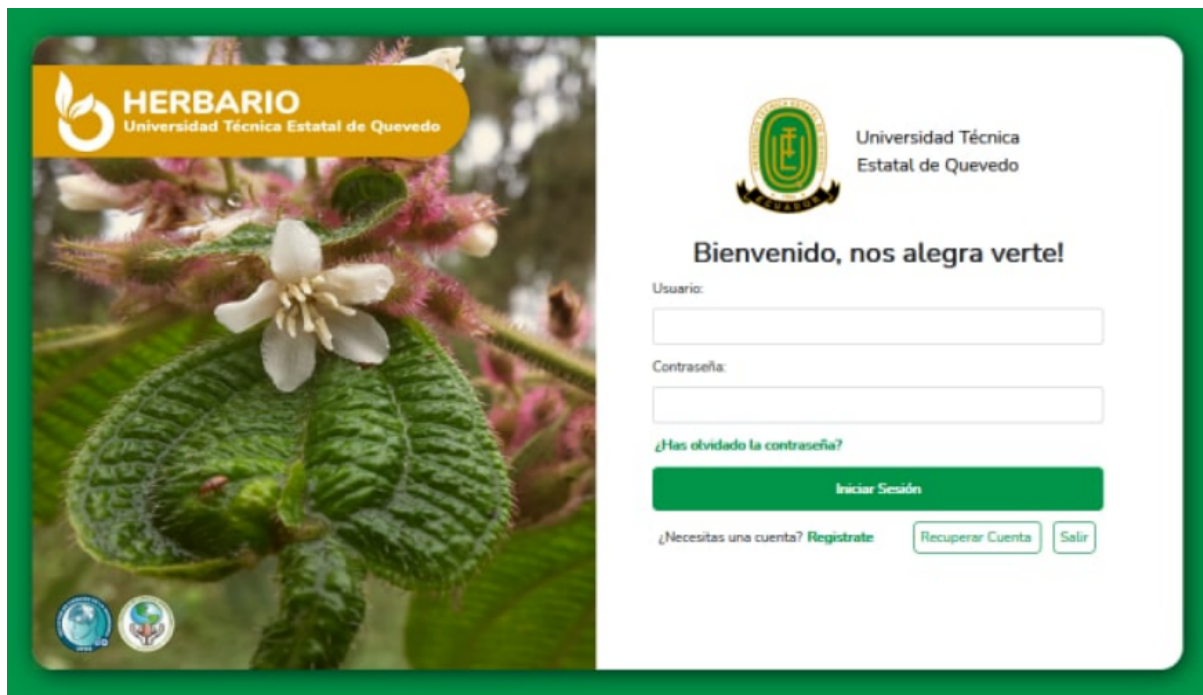 HERBARIO
Universidad Técnica Estatal de Quevedo
Universidad Técnica
Estatal de Quevedo
ECUADOR
Bienvenido, nos alegra verte!
Usuario:
Contraseña:
¿Has olvidado la contraseña?
Iniciar Sesión
¿Necesitas una cuenta? Registrate
Recuperar Cuenta
Salir